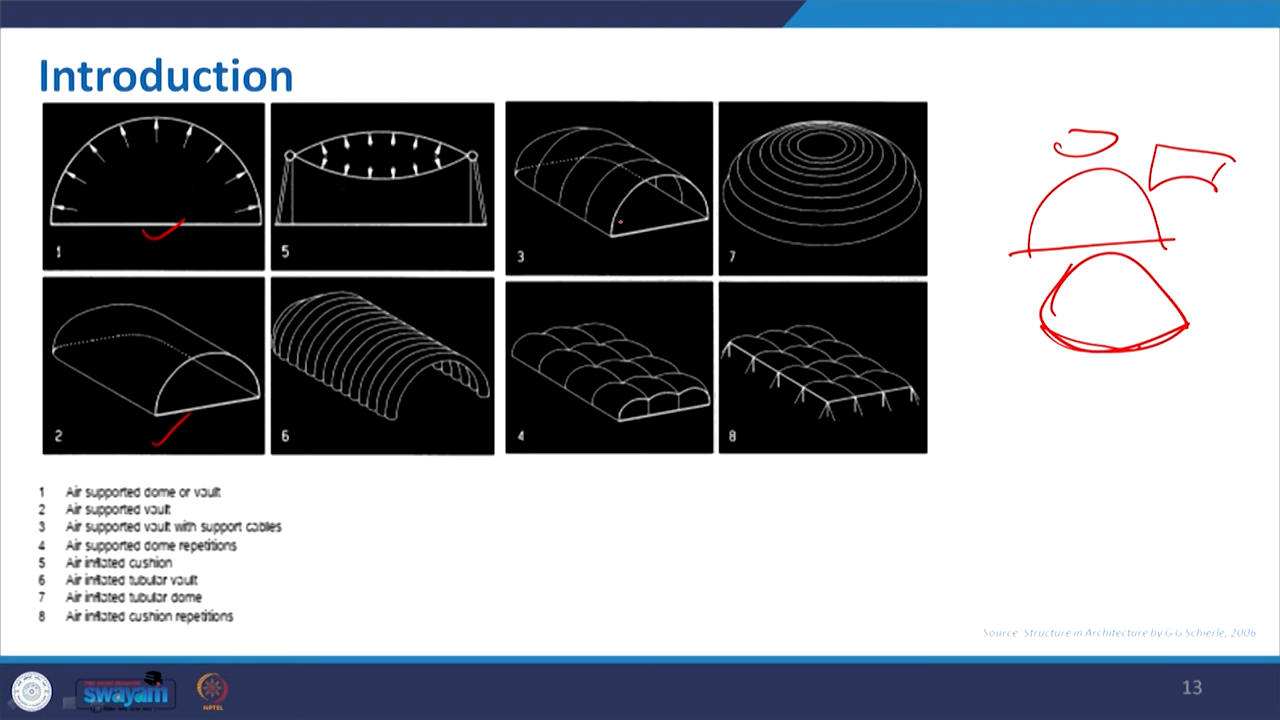 Introduction
1
5
3
7
2
6
4
8
1 Air supported dome or vault
2 Air supported vault
3 Air supported vault with support cables
4 Air supported dome repetitions
5 Air inflated cushion
6 Air inflated tubular vault
7 Air inflated tubular dome
8 Air inflated cushion repetitions
Source: Structure in Architecture by G G Schierle, 2006
swayam
NPTEL
13